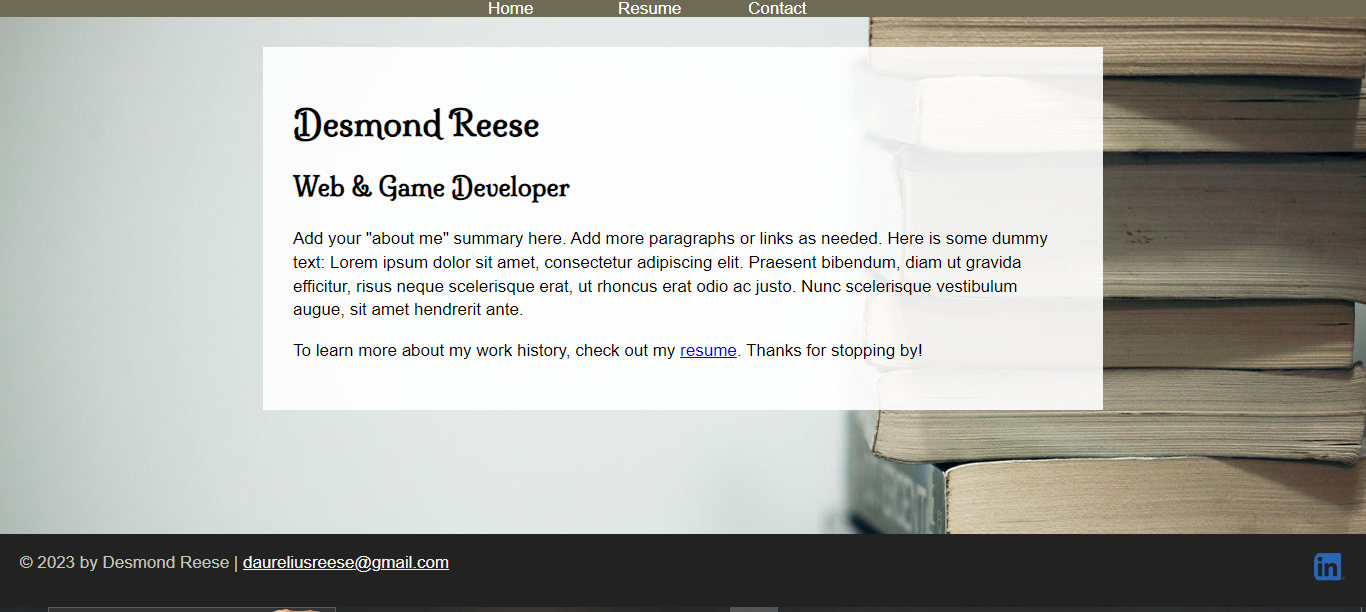 Home Resume Contact
Desmond Reese
Web & Game Developer
Add your "about me" summary here. Add more paragraphs or links as needed. Here is some dummy
text: Lorem ipsum dolor sit amet, consectetur adipiscing elit. Praesent bibendum, diam ut gravida
efficitur, risus neque scelerisque erat, ut rhoncus erat odio ac justo. Nunc scelerisque vestibulum
augue, sit amet hendrerit ante.
To learn more about my work history, check out my resume. Thanks for stopping by!
© 2023 by Desmond Reese | daureliusreese@gmail.com
in